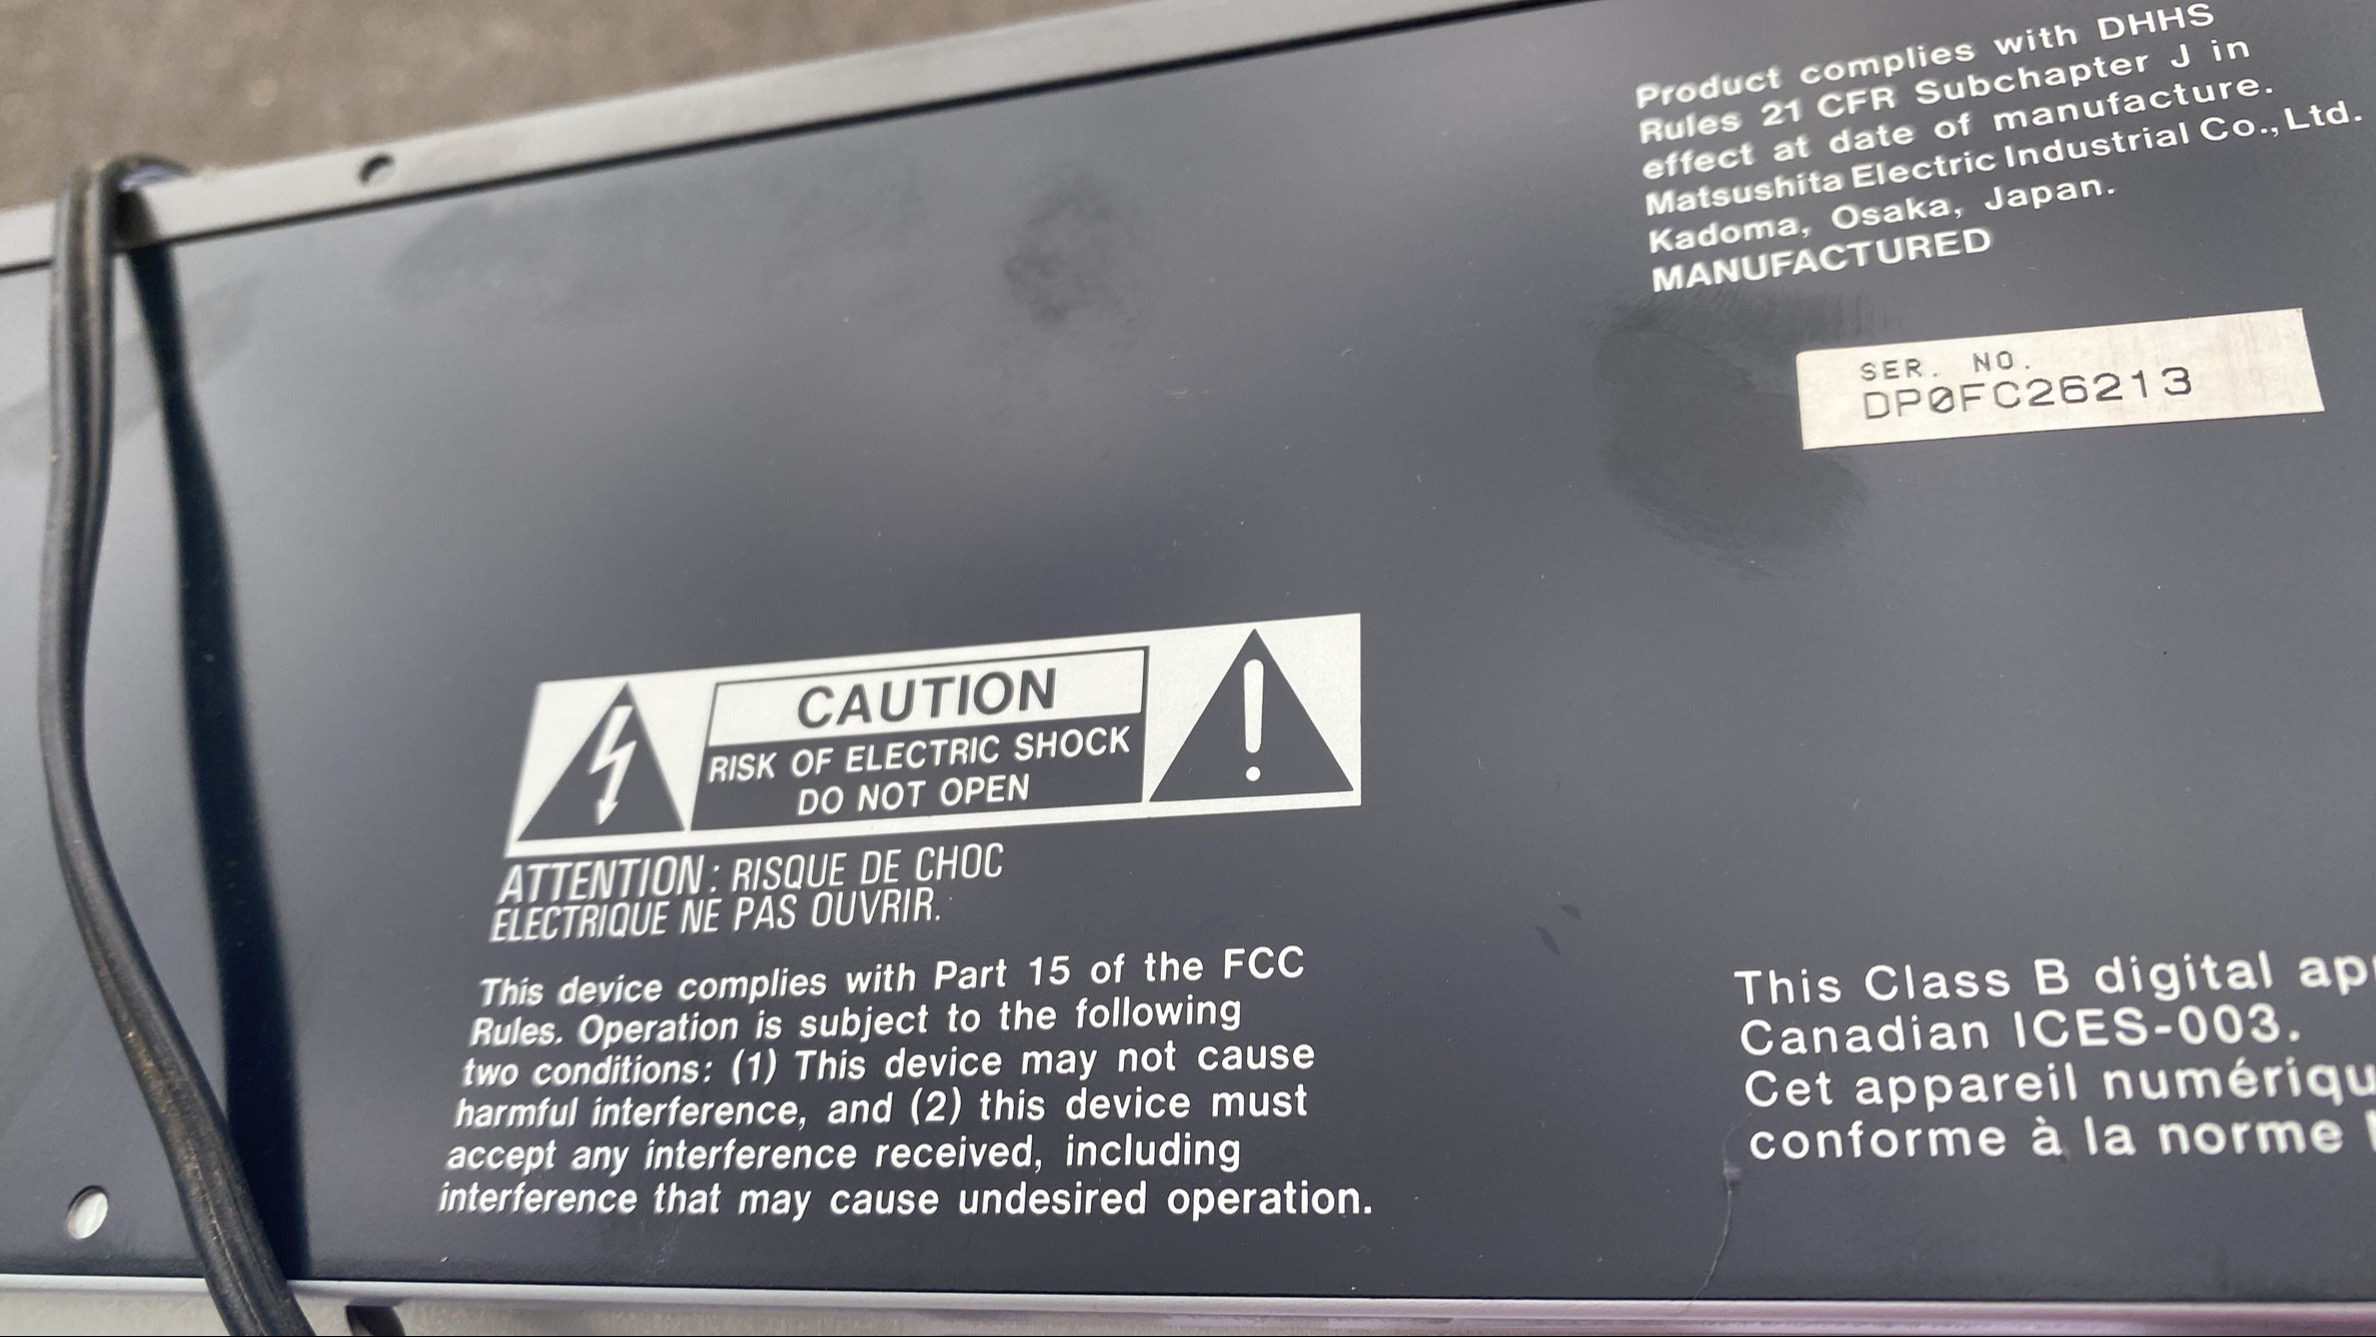 Product complies with DHHS
Rules 21 CFR Subchapter J in
effect at date of manufacture.
Matsushita Electric Industrial Co., Ltd.
Kadoma, Osaka, Japan.
MANUFACTURED
SER. NO.
DP0FC26213
CAUTION
RISK OF ELECTRIC SHOCK
DO NOT OPEN
ATTENTION: RISQUE DE CHOC
ELECTRIQUE NE PAS OUVRIR.
This device complies with Part 15 of the FCC
Rules. Operation is subject to the following
two conditions: (1) This device may not cause
harmful interference, and (2) this device must
accept any interference received, including
interference that may cause undesired operation.
This Class B digital
Canadian ICES-003.
Cet appareil
conforme à la norme